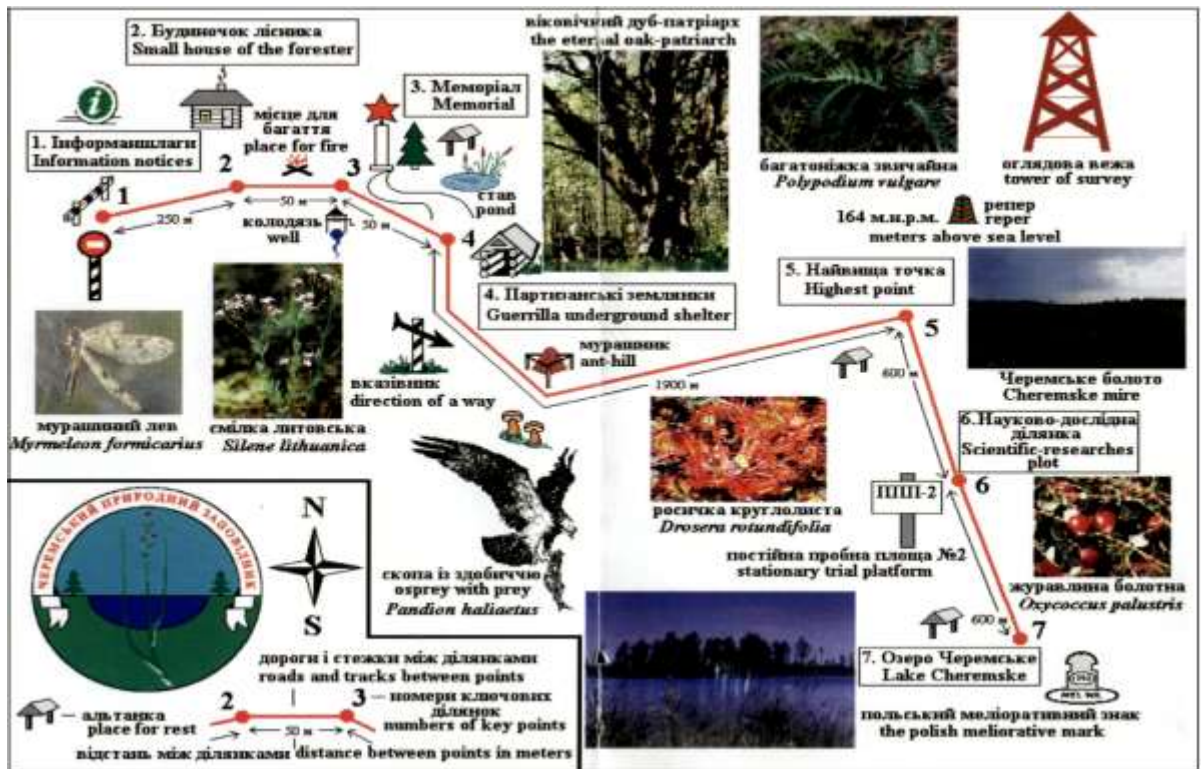 2. Будиночок лісника
Small house of the forester
віковічний дуб-патріарх
the eternal oak-patriarch
3. Меморіал
Memorial
1. Інформаншлаги
Information notices
місце для
багаття
place for fire
2
3
1
250 м
50 м
50 м
колодязь
well
став
pond
4
багатоніжка звичайна
Polypodium vulgare
оглядова вежа
tower of survey
164 м.н.р.м.
репер
reper
meters above sea level
5. Найвища точка
Highest point
4. Партизанські землянки
Guerrilla underground shelter
5
мурашник
ant-hill
1900 м
600 м
вказівник
direction of a way
мурашиний лев
Myrmeleon formicarius
смілка литовська
Silene lithuanica
Черемське болото
Cheremske mire
6.Науково-дослідна
ділянка
Scientific-researches
plot
6
ППП-2
росичка круглолиста
Drosera rotundifolia
постійна пробна площа №2
stationary trial platform
журавлина болотна
Oxycoccus palustris
скопа із здобиччю
osprey with prey
Pandion haliaetus
600 м
7
7. Озеро Черемське
Lake Cheremske
польський меліоративний знак
the polish meliorative mark
ЧЕРЕМСЬКИЙ ПРИРОДНИЙ ЗАПОВІДНИК
N
S
дороги і стежки між ділянками
roads and tracks between points
2
3
50 м
номери ключових
ділянок
numbers of key points
альтанка
place for rest
відстань між ділянками
distance between points in meters